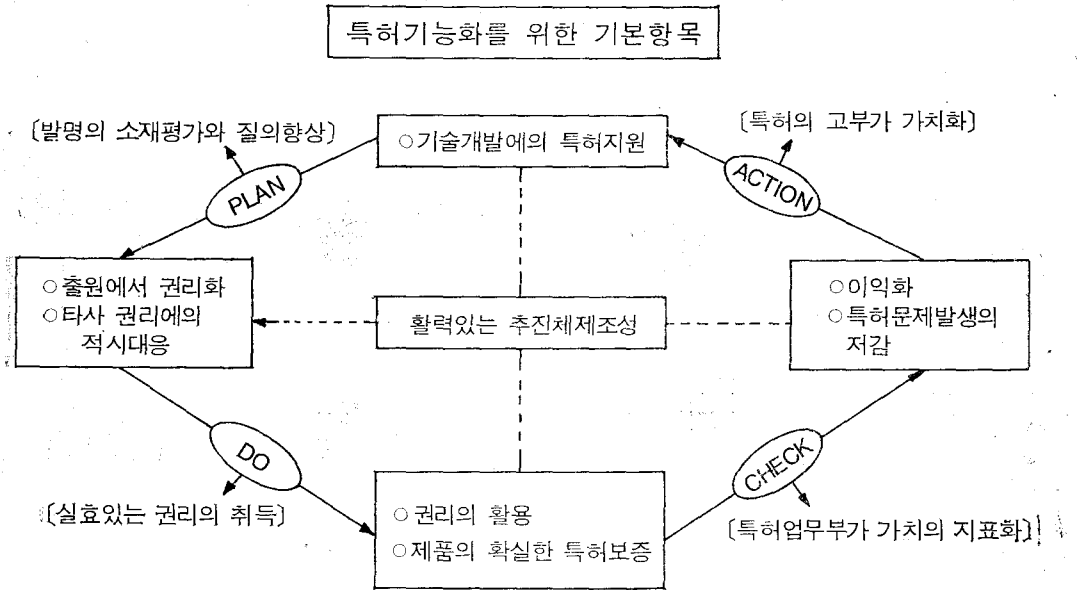 특허기능화를 위한 기본항목
〔발명의 소재평가와 질의향상〕
○기술개발에의 특허지원
〔특허의 고부가 가치화〕
PLAN
ACTION
○출원에서 권리화
○타사 권리에의
적시대응
활력있는 추진체제조성
○이익화
○특허문제발생의
저감
DO
CHECK
〔실효있는 권리의 취득〕
○권리의 활용
○제품의 확실한 특허보증
〔특허업무부가 가치의 지표화〕